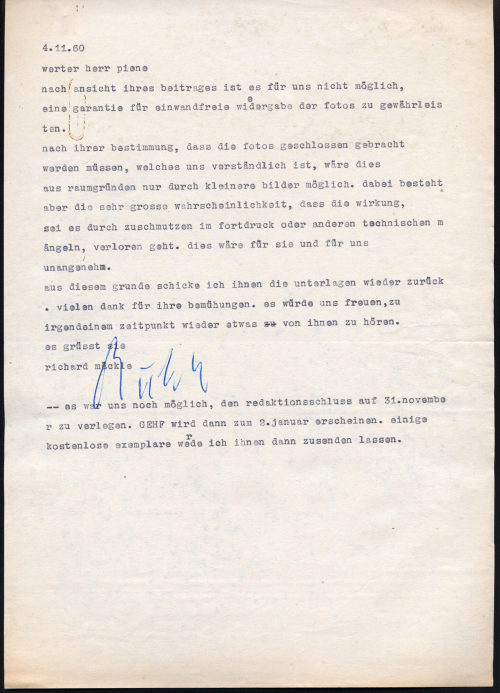 4.11.60
werter herr piene
nach ansicht ihres beitrages ist es für uns nicht möglich,
eine garantie für einwandfreie wiedergabe der fotos zu gewährleis
ten.
nach ihrer bestimmung, dass die fotos geschlossen gebracht
werden müssen, welches uns verständlich ist, wäre dies
aus raumgründen nur durch kleinere bilder möglich. dabei besteht
aber die sehr grosse wahrscheinlichkeit, dass die wirkung,
sei es durch zuschmutzen im fortdruck oder anderen technischen m
ängeln, verloren geht. dies wäre für sie und für uns
unangenehm.
aus diesem grunde schicke ich ihnen die unterlagen wieder zurück
. vielen dank für ihre bemühungen. es würde uns freuen,zu
irgendeinem zeitpunkt wieder etwas zu von ihnen zu hören.
es grüsst sie
richard mäckle
-- es war uns noch möglich, den redaktionsschluss auf 31.novembe
r zu verlegen. GEHF wird dann zum 2.januar erscheinen. einige
kostenlose exemplare werde ich ihnen dann zusenden lassen.